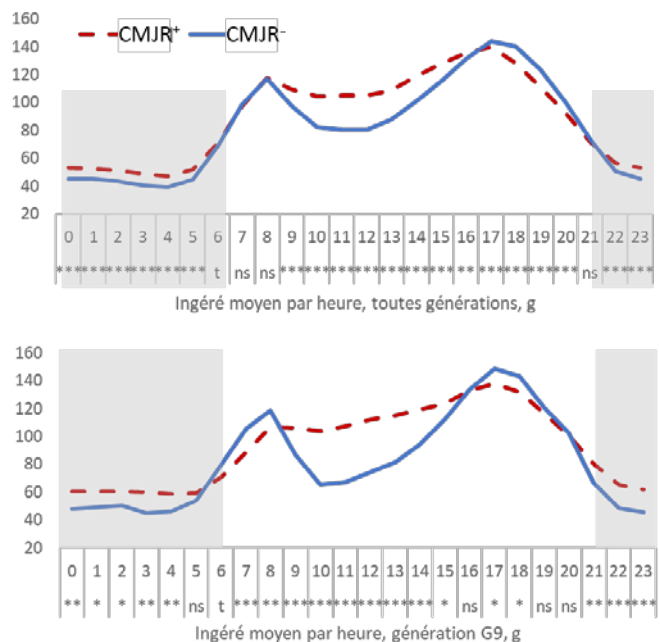 160
CMJR+ CMJR-
140
120
100
80
60
40
20
0 1 2 3 4 5 6 7 8 9 10 11 12 13 14 15 16 17 18 19 20 21 22 23
*** *** *** *** *** *** t ns ns *** *** *** *** *** *** *** ** ** *** *** *** ns *** ***
Ingéré moyen par heure, toutes générations, g
160
140
120
100
80
60
40
20
0 1 2 3 4 5 6 7 8 9 10 11 12 13 14 15 16 17 18 19 20 21 22 23
** * * ** ** ns t *** ** *** *** *** *** *** *** * ns * * ns ns ** *** ***
Ingéré moyen par heure, génération G9, g